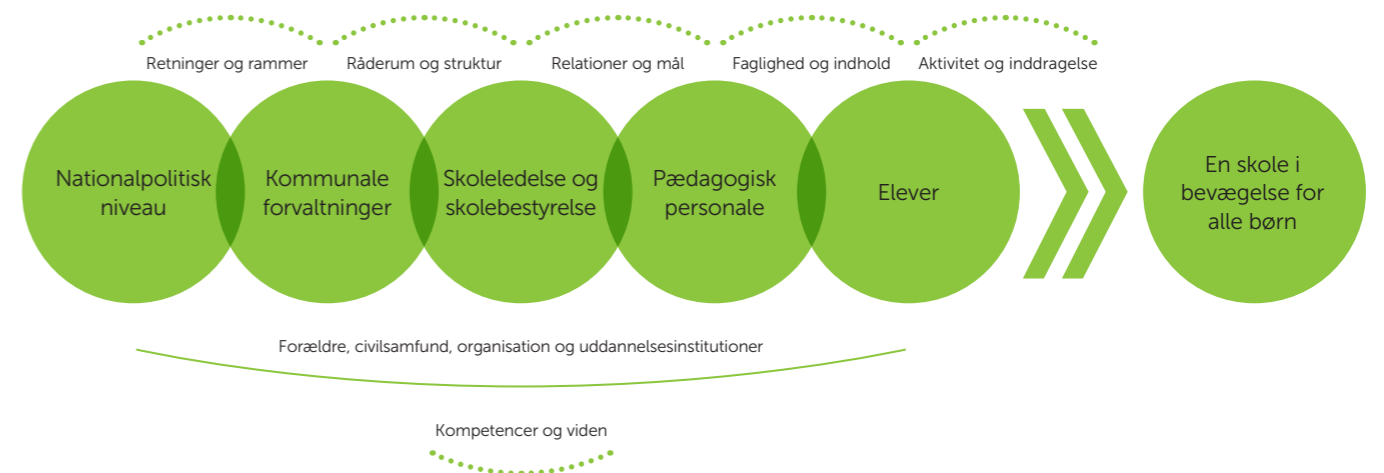 Retninger og rammer
Råderum og struktur
Relationer og mål
Faglighed og indhold
Aktivitet og inddragelse
Nationalpolitisk
niveau
Kommunale
forvaltninger
Skoleledelse og
skolebestyrelse
Pædagogisk
personale
Elever
En skole i
bevægelse for
alle børn
Forældre, civilsamfund, organisation og uddannelsesinstitutioner
Kompetencer og viden